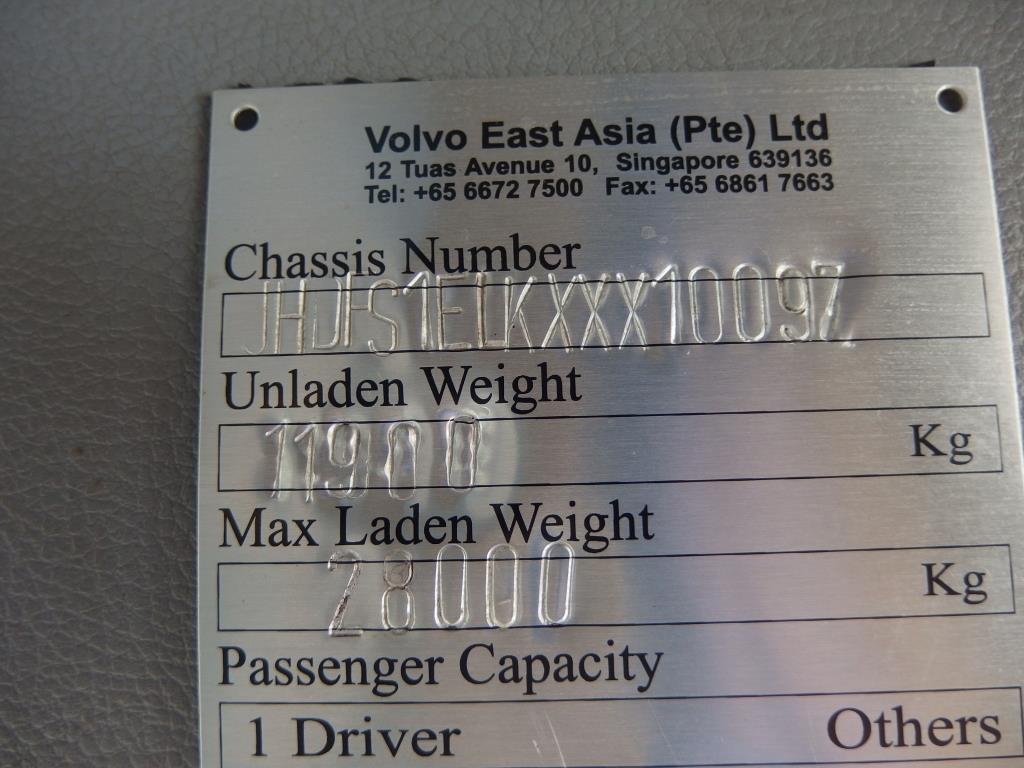 Volvo East Asia (Pte) Ltd
12 Tuas Avenue 10, Singapore 639136
Tel: +65 6672 7500 Fax: +65 6861 7663
Chassis Number
JHDFS1ELKXXX1009Z
Unladen Weight
11900 Kg
Max Laden Weight
28000 Kg
Passenger Capacity
1 Driver Others